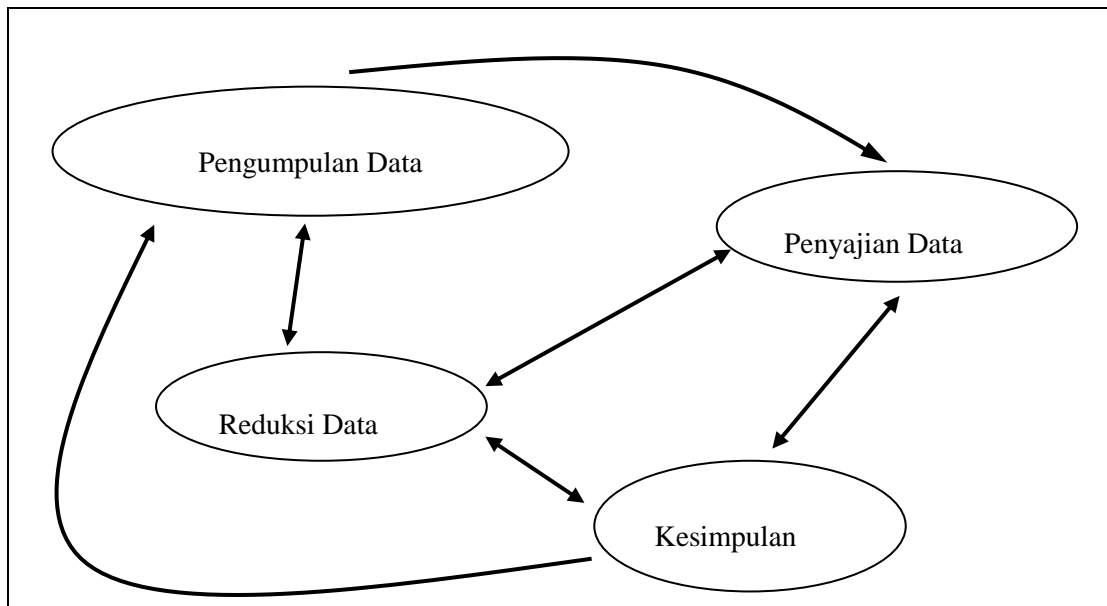 Pengumpulan Data
Penyajian Data
Reduksi Data
Kesimpulan